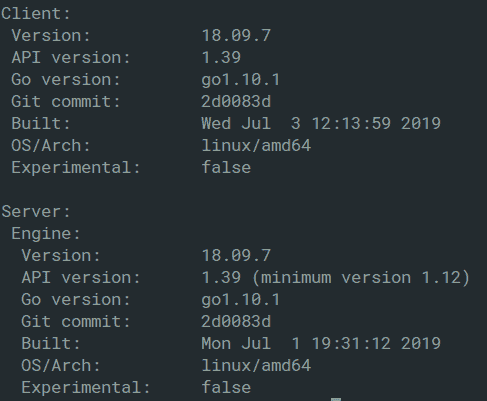 Client:
 Version:           18.09.7
 API version:       1.39
 Go version:        go1.10.1
 Git commit:        2d0083d
 Built:             Wed Jul  3 12:13:59 2019
 OS/Arch:           linux/amd64
 Experimental:      false

Server:
 Engine:
  Version:          18.09.7
  API version:      1.39 (minimum version 1.12)
  Go version:       go1.10.1
  Git commit:       2d0083d
  Built:            Mon Jul  1 19:31:12 2019
  OS/Arch:          linux/amd64
  Experimental:     false